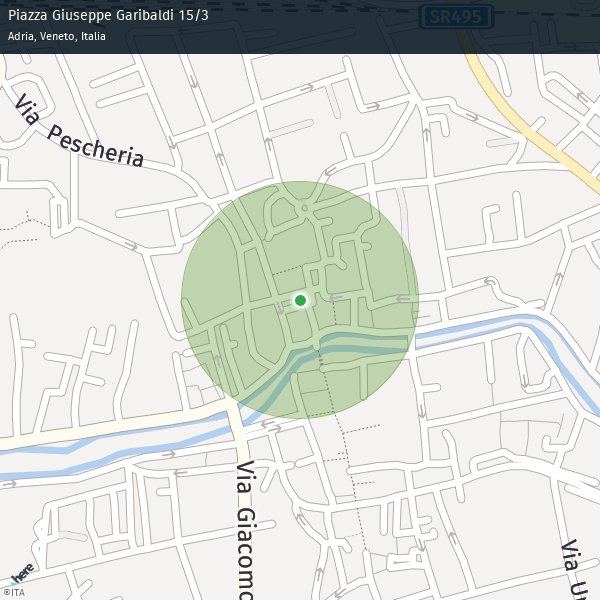 Piazza Giuseppe Garibaldi 15/3
SR495
Adria, Veneto, Italia
Via Pescheria
Via Giacomo
Via
here
©ITA